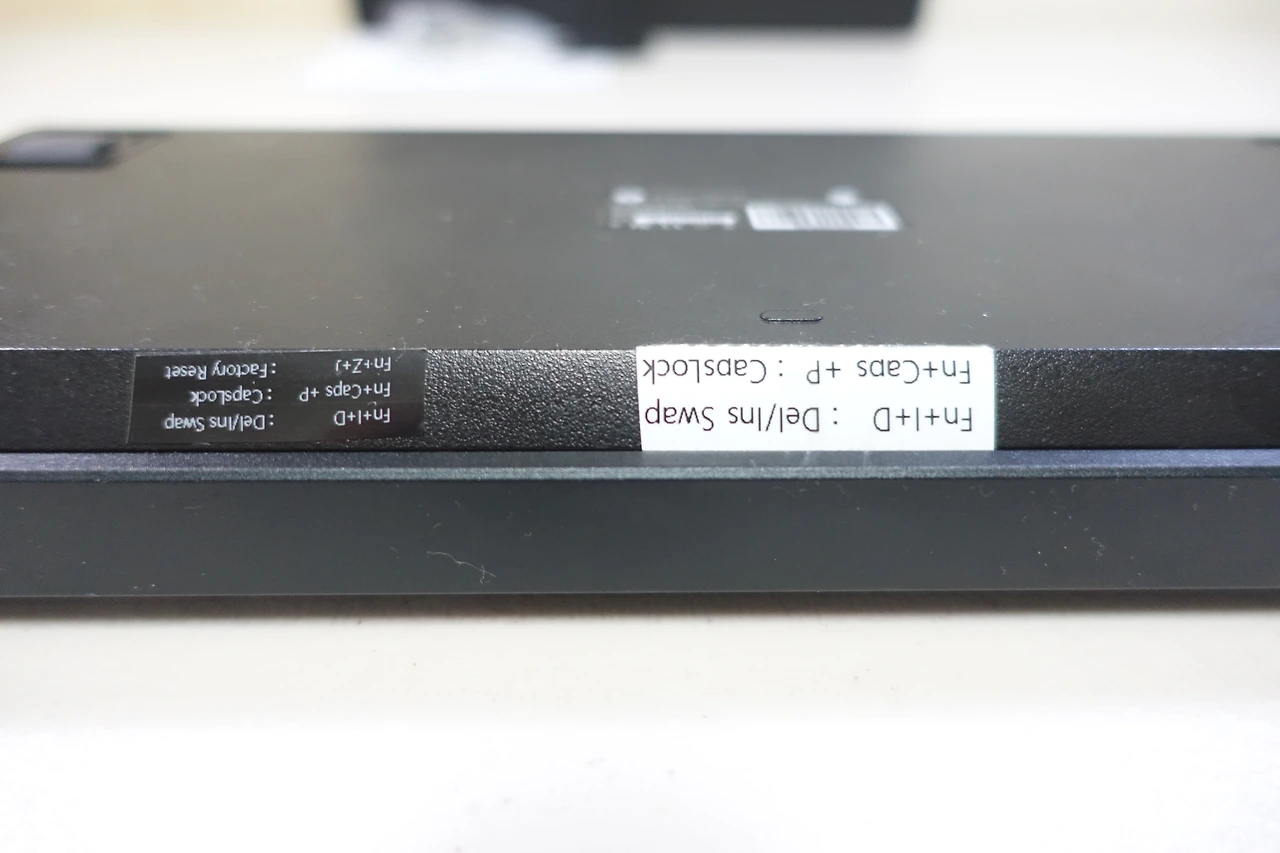 Fn+I+D : Del/Ins Swap
Fn+Caps +P : CapsLock
Fn+Z+J : Factory Reset
Fn+I+D : Del/Ins Swap
Fn+Caps +P : CapsLock